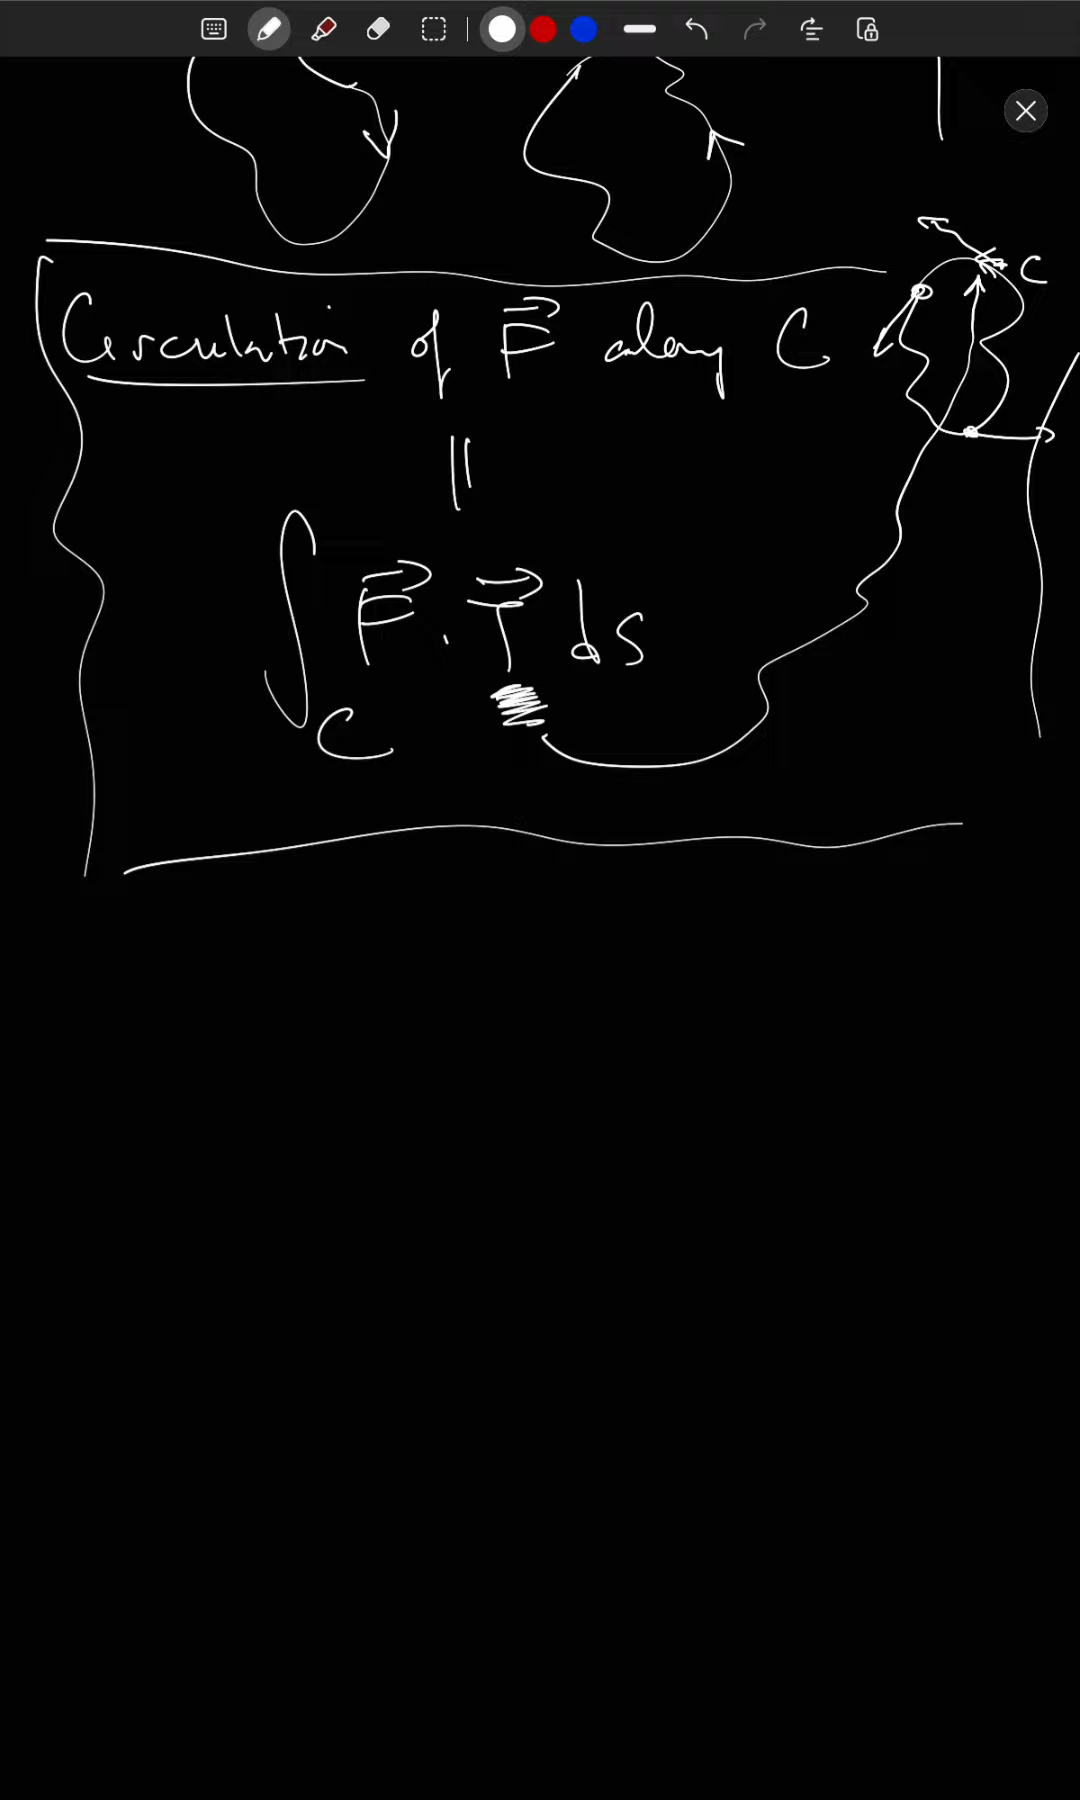 C
Circulation of F⃗ along C
||
∫_C F⃗ · T⃗ ds